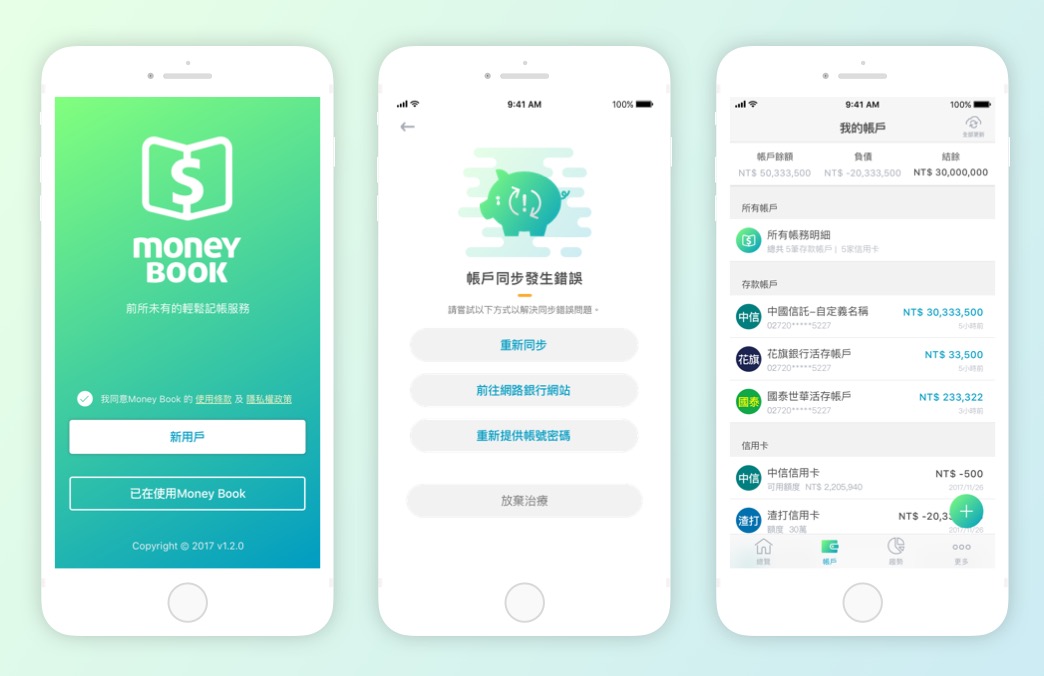 $
money
BOOK
前所未有的輕鬆記帳服務
我同意Money Book 的 使用條款 及 隱私權政策
新用戶
已在使用Money Book
Copyright © 2017 v1.2.0
9:41 AM
100%
帳戶同步發生錯誤
請嘗試以下方式以解決同步錯誤問題。
重新同步
前往網路銀行網站
重新提供帳號密碼
放棄治療
9:41 AM
100%
我的帳戶
全部更新
帳戶餘額
負債
結餘
NT$ 50,333,500
NT$ -20,333,500
NT$ 30,000,000
所有帳戶
所有帳務明細
總共 5筆存款帳戶 | 5家信用卡
存款帳戶
中信
中國信託–自定義名稱
NT$ 30,333,500
02720*****5227
5小時前
花旗
花旗銀行活存帳戶
NT$ 33,500
02720*****5227
5小時前
國泰
國泰世華活存帳戶
NT$ 233,322
02720*****5227
3小時前
信用卡
中信
中信信用卡
NT$ -500
可用額度 NT$ 2,205,940
2017/11/26
渣打
渣打信用卡
NT$ -20,3
額度 30萬
總覽
帳戶
更多